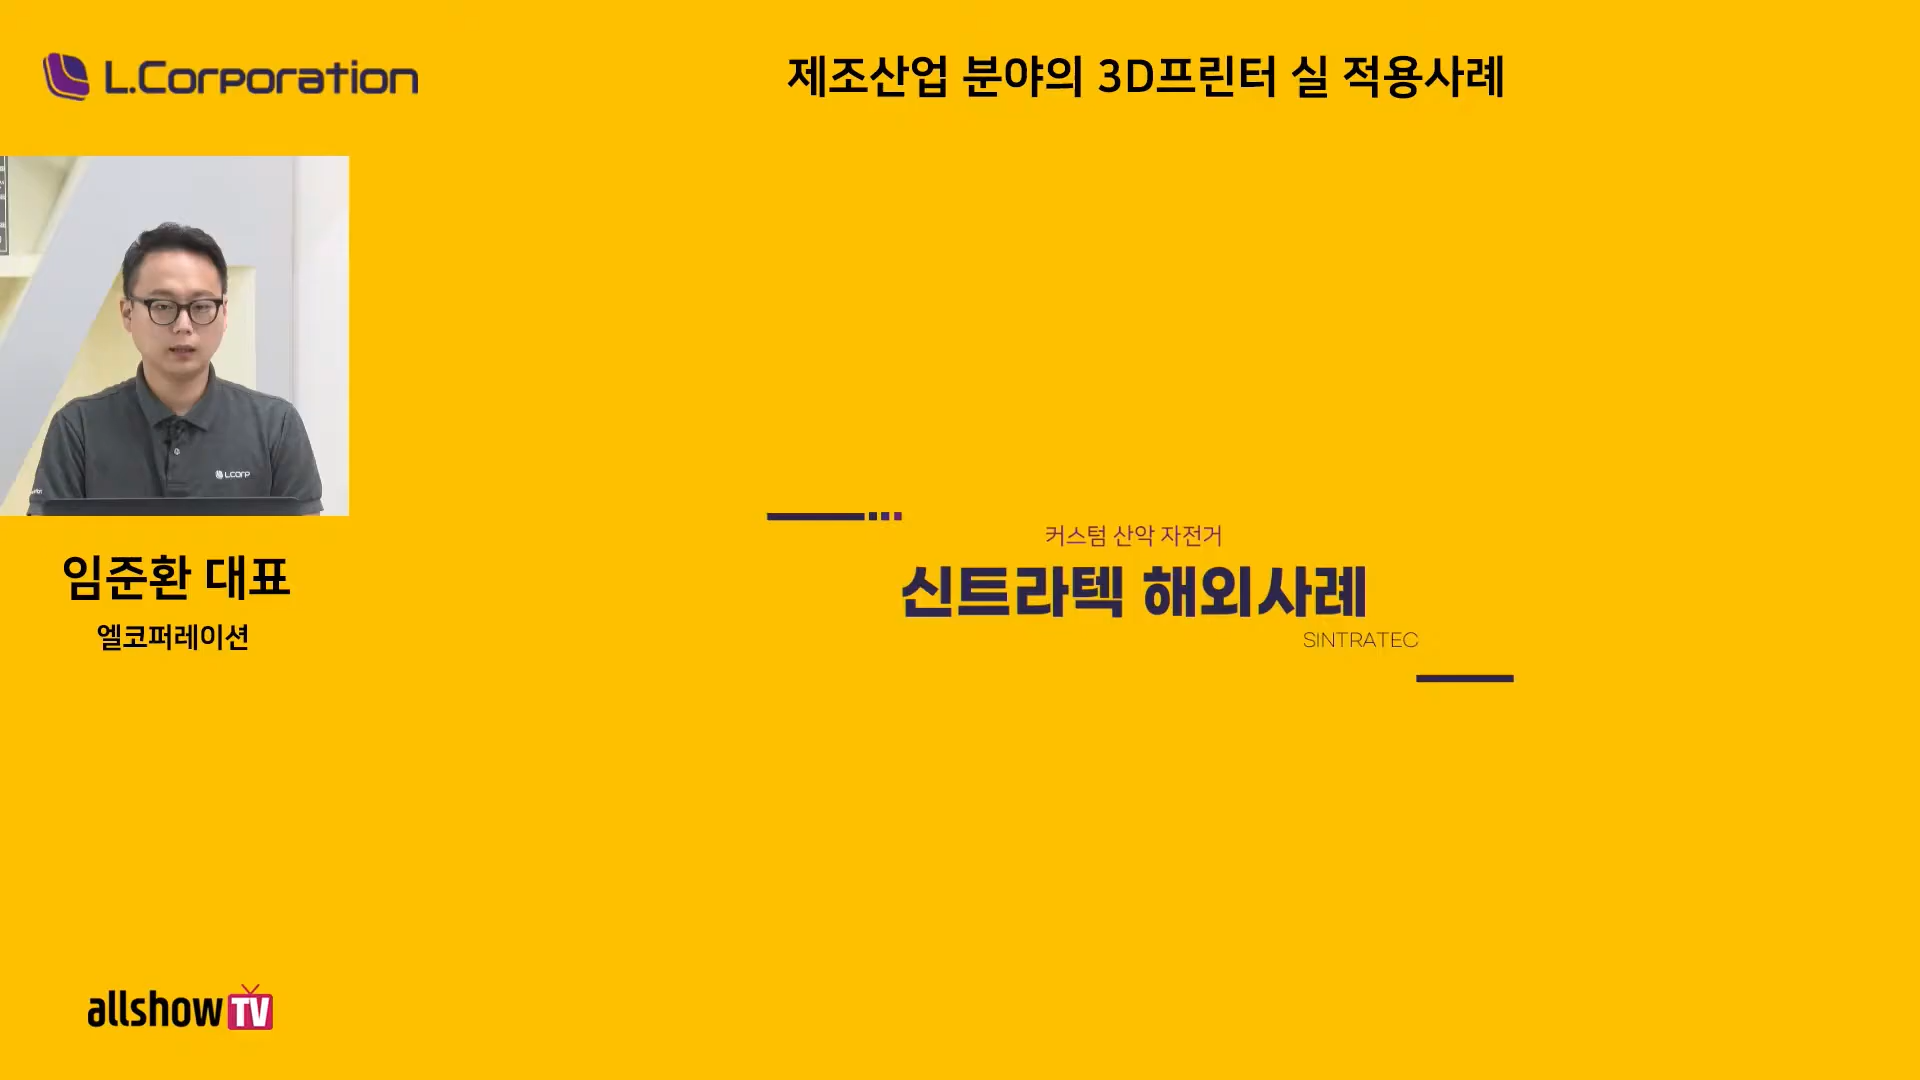 L.Corporation
제조산업 분야의 3D프린터 실 적용사례
L.CORP
임준환 대표
엘코퍼레이션
커스텀 산악 자전거
신트라텍 해외사례
SINTRATEC
allshowTV